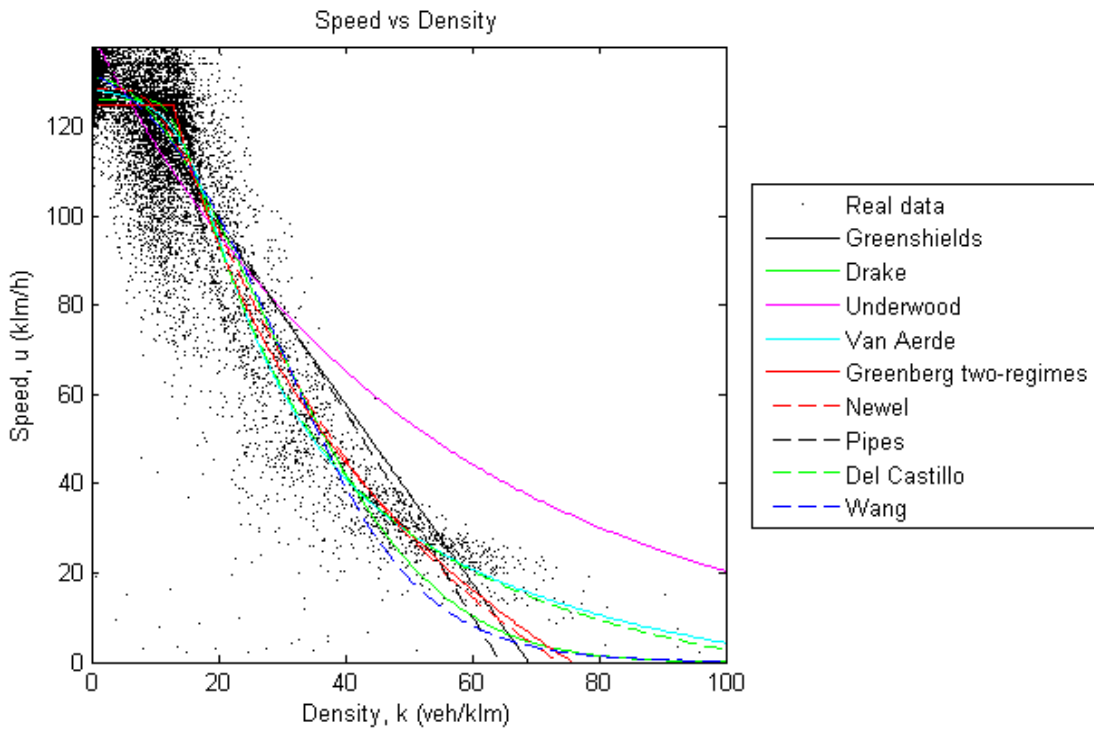 Speed vs Density
120
100
80
60
40
20
0
Speed, u (klm/h)
0 20 40 60 80 100
Density, k (veh/klm)
Real data
Greenshields
Drake
Underwood
Van Aerde
Greenberg two-regimes
Newel
Pipes
Del Castillo
Wang